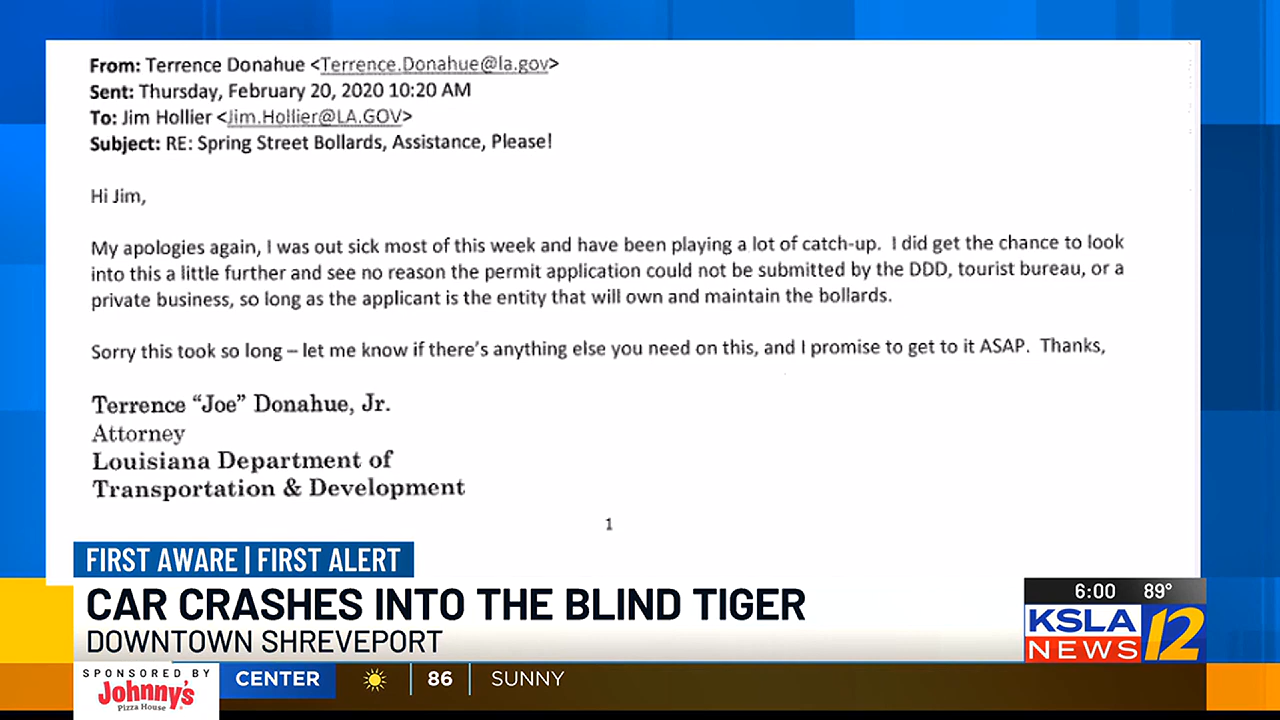 From: Terrence Donahue <Terrence.Donahue@la.gov>
Sent: Thursday, February 20, 2020 10:20 AM
To: Jim Hollier <Jim.Hollier@LA.GOV>
Subject: RE: Spring Street Bollards, Assistance, Please!
Hi Jim,
My apologies again, I was out sick most of this week and have been playing a lot of catch-up. I did get the chance to look
into this a little further and see no reason the permit application could not be submitted by the DDD, tourist bureau, or a
private business, so long as the applicant is the entity that will own and maintain the bollards.
Sorry this took so long – let me know if there's anything else you need on this, and I promise to get to it ASAP. Thanks,
Terrence "Joe" Donahue, Jr.
Attorney
Louisiana Department of
Transportation & Development
1
FIRST AWARE | FIRST ALERT
CAR CRASHES INTO THE BLIND TIGER
DOWNTOWN SHREVEPORT
6:00 89°
KSLA
NEWS 12
SPONSORED BY
Johnny's
Pizza House
CENTER 86 SUNNY